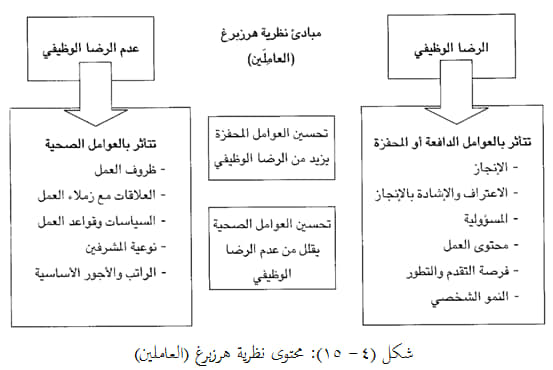 مبادئ نظرية هرزبرغ
(العاملين)
الرضا الوظيفي
تتأثر بالعوامل الدافعة أو المحفزة
- الإنجاز
- الاعتراف والإشادة بالإنجاز
- المسؤولية
- محتوى العمل
- فرصة التقدم والتطور
- النمو الشخصي
تحسين العوامل المحفزة
يزيد من الرضا الوظيفي
تحسين العوامل الصحية
يقلل من عدم الرضا
الوظيفي
عدم الرضا الوظيفي
تتأثر بالعوامل الصحية
- ظروف العمل
- العلاقات مع زملاء العمل
- السياسات وقواعد العمل
- نوعية المشرفين
- الراتب والأجور الأساسية
شكل (٤ - ١٥): محتوى نظرية هرزبرغ (العاملين)